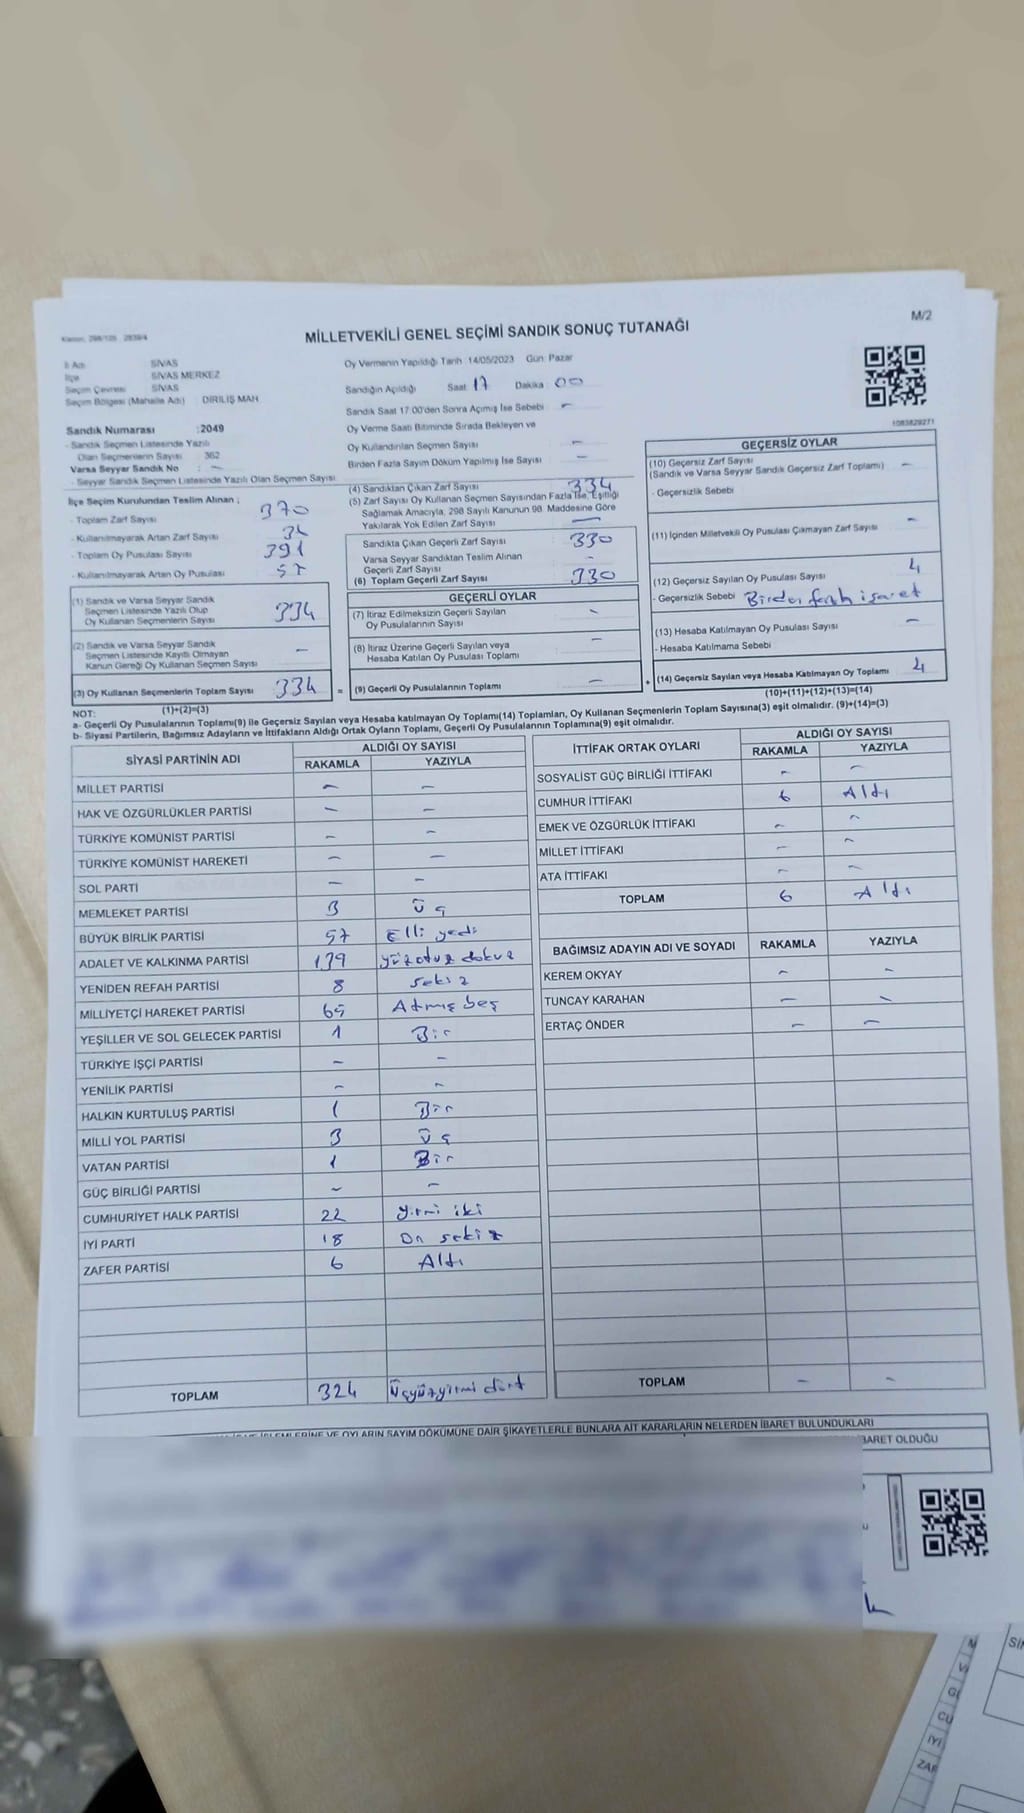 M/2
MİLLETVEKİLİ GENEL SEÇİMİ SANDIK SONUÇ TUTANAĞI
İl Adı SİVAS
İlçe SİVAS MERKEZ
Seçim Çevresi SİVAS
Seçim Bölgesi (Mahalle Adı) DİRİLİŞ MAH.
Sandık Numarası :2049
- Sandık Seçmen Listesinde Yazılı
Olan Seçmenlerin Sayısı 362
Varsa Seyyar Sandık No : -
- Seyyar Sandık Seçmen Listesinde Yazılı Olan Seçmen Sayısı
Oy Vermenin Yapıldığı Tarih 14/05/2023 Gün Pazar
Sandığın Açıldığı Saat 17 Dakika 00
Sandık Saat 17:00'den Sonra Açılmış İse Sebebi -
Oy Verme Saati Bitiminde Sırada Bekleyen ve
Oy Kullandırılan Seçmen Sayısı -
Birden Fazla Sayım Döküm Yapılmış İse Sayısı -
1083829271
İlçe Seçim Kurulundan Teslim Alınan ;
- Toplam Zarf Sayısı 370
- Kullanılmayarak Artan Zarf Sayısı 36
- Toplam Oy Pusulası Sayısı 391
- Kullanılmayarak Artan Oy Pusulası 57
(1) Sandık ve Varsa Seyyar Sandık
Seçmen Listesinde Yazılı Olup
Oy Kullanan Seçmenlerin Sayısı 334
(2) Sandık ve Varsa Seyyar Sandık
Seçmen Listesinde Kayıtlı Olmayan
Kanun Gereği Oy Kullanan Seçmen Sayısı -
(3) Oy Kullanan Seçmenlerin Toplam Sayısı 334
(1)+(2)=(3)
(4) Sandıktan Çıkan Zarf Sayısı 334
(5) Zarf Sayısı Oy Kullanan Seçmen Sayısından Fazla İse, Eşitliği
Sağlamak Amacıyla, 298 Sayılı Kanunun 98. Maddesine Göre
Yakılarak Yok Edilen Zarf Sayısı -
Sandıkta Çıkan Geçerli Zarf Sayısı 330
Varsa Seyyar Sandıktan Teslim Alınan
Geçerli Zarf Sayısı -
(6) Toplam Geçerli Zarf Sayısı 330
GEÇERLİ OYLAR
(7) İtiraz Edilmeksizin Geçerli Sayılan
Oy Pusulalarının Sayısı -
(8) İtiraz Üzerine Geçerli Sayılan veya
Hesaba Katılan Oy Pusulası Toplamı -
= (9) Geçerli Oy Pusulalarının Toplamı -
GEÇERSİZ OYLAR
(10) Geçersiz Zarf Sayısı
(Sandık ve Varsa Seyyar Sandık Geçersiz Zarf Toplamı) -
- Geçersizlik Sebebi
(11) İçinden Milletvekili Oy Pusulası Çıkmayan Zarf Sayısı -
(12) Geçersiz Sayılan Oy Pusulası Sayısı 4
- Geçersizlik Sebebi Birden fazla işaret
(13) Hesaba Katılmayan Oy Pusulası Sayısı -
- Hesaba Katılmama Sebebi
+ (14) Geçersiz Sayılan veya Hesaba Katılmayan Oy Toplamı 4
(10)+(11)+(12)+(13)=(14)
NOT:
a- Geçerli Oy Pusulalarının Toplamı(9) ile Geçersiz Sayılan veya Hesaba katılmayan Oy Toplamı(14) Toplamları, Oy Kullanan Seçmenlerin Toplam Sayısına(3) eşit olmalıdır. (9)+(14)=(3)
b- Siyasi Partilerin, Bağımsız Adayların ve İttifakların Aldığı Ortak Oyların Toplamı, Geçerli Oy Pusulalarının Toplamına(9) eşit olmalıdır.
SİYASİ PARTİNİN ADI ALDIĞI OY SAYISI
RAKAMLA YAZIYLA
MİLLET PARTİSİ - -
HAK VE ÖZGÜRLÜKLER PARTİSİ - -
TÜRKİYE KOMÜNİST PARTİSİ - -
TÜRKİYE KOMÜNİST HAREKETİ - -
SOL PARTİ - -
MEMLEKET PARTİSİ 3 üç
BÜYÜK BİRLİK PARTİSİ 57 Elli yedi
ADALET VE KALKINMA PARTİSİ 139 yüzotuz dokuz
YENİDEN REFAH PARTİSİ 8 sekiz
MİLLİYETÇİ HAREKET PARTİSİ 65 Atmış beş
YEŞİLLER VE SOL GELECEK PARTİSİ 1 Bir
TÜRKİYE İŞÇİ PARTİSİ - -
YENİLİK PARTİSİ - -
HALKIN KURTULUŞ PARTİSİ 1 Bir
MİLLİ YOL PARTİSİ 3 üç
VATAN PARTİSİ 1 Bir
GÜÇ BİRLİĞİ PARTİSİ - -
CUMHURİYET HALK PARTİSİ 22 Yirmi iki
İYİ PARTİ 18 On sekiz
ZAFER PARTİSİ 6 Altı
TOPLAM 324 Üçyüzyirmi dört
İTTİFAK ORTAK OYLARI ALDIĞI OY SAYISI
RAKAMLA YAZIYLA
SOSYALİST GÜÇ BİRLİĞİ İTTİFAKI - -
CUMHUR İTTİFAKI 6 Altı
EMEK VE ÖZGÜRLÜK İTTİFAKI - -
MİLLET İTTİFAKI - -
ATA İTTİFAKI - -
TOPLAM 6 Altı
BAĞIMSIZ ADAYIN ADI VE SOYADI RAKAMLA YAZIYLA
KEREM OKYAY - -
TUNCAY KARAHAN - -
ERTAÇ ÖNDER - -
TOPLAM - -
OYLARIN SAYIM DÖKÜMÜNE DAİR ŞİKAYETLERLE BUNLARA AİT KARARLARIN NELERDEN İBARET BULUNDUKLARI
İBARET OLDUĞU